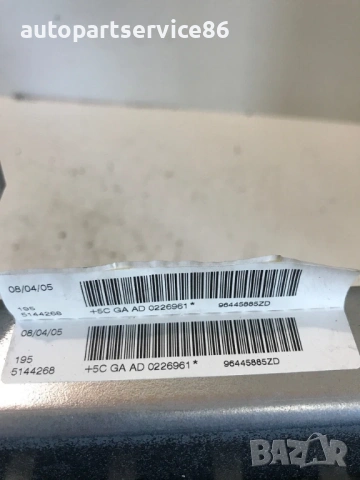 autopartservice86
08/04/05
195
5144268
+5C GA AD 0226961*
96445885ZD
08/04/05
195
5144268
+5C GA AD 0226961*
96445885ZD
BAZAR